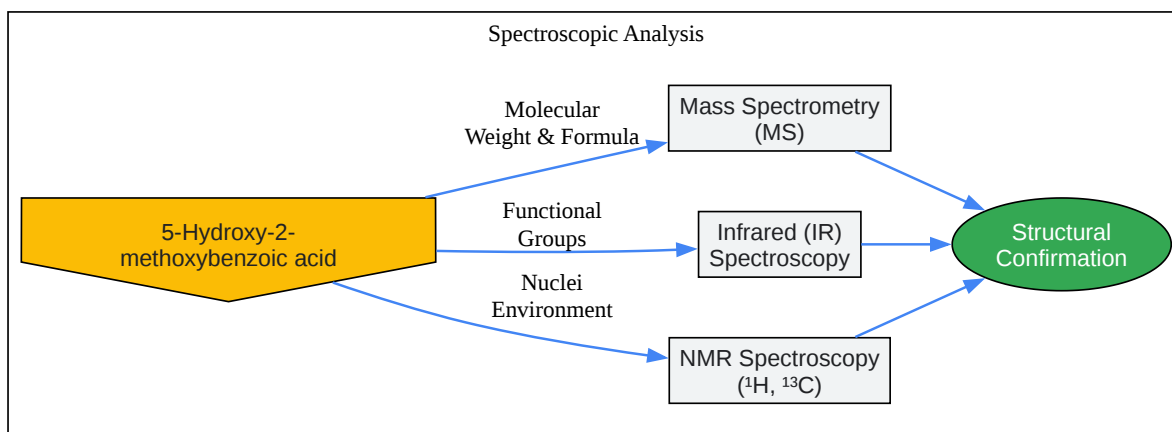 Spectroscopic Analysis
5-Hydroxy-2-
methoxybenzoic acid
Molecular
Weight & Formula
Functional
Groups
Nuclei
Environment
Mass Spectrometry
(MS)
Infrared (IR)
Spectroscopy
NMR Spectroscopy
(¹H, ¹³C)
Structural
Confirmation